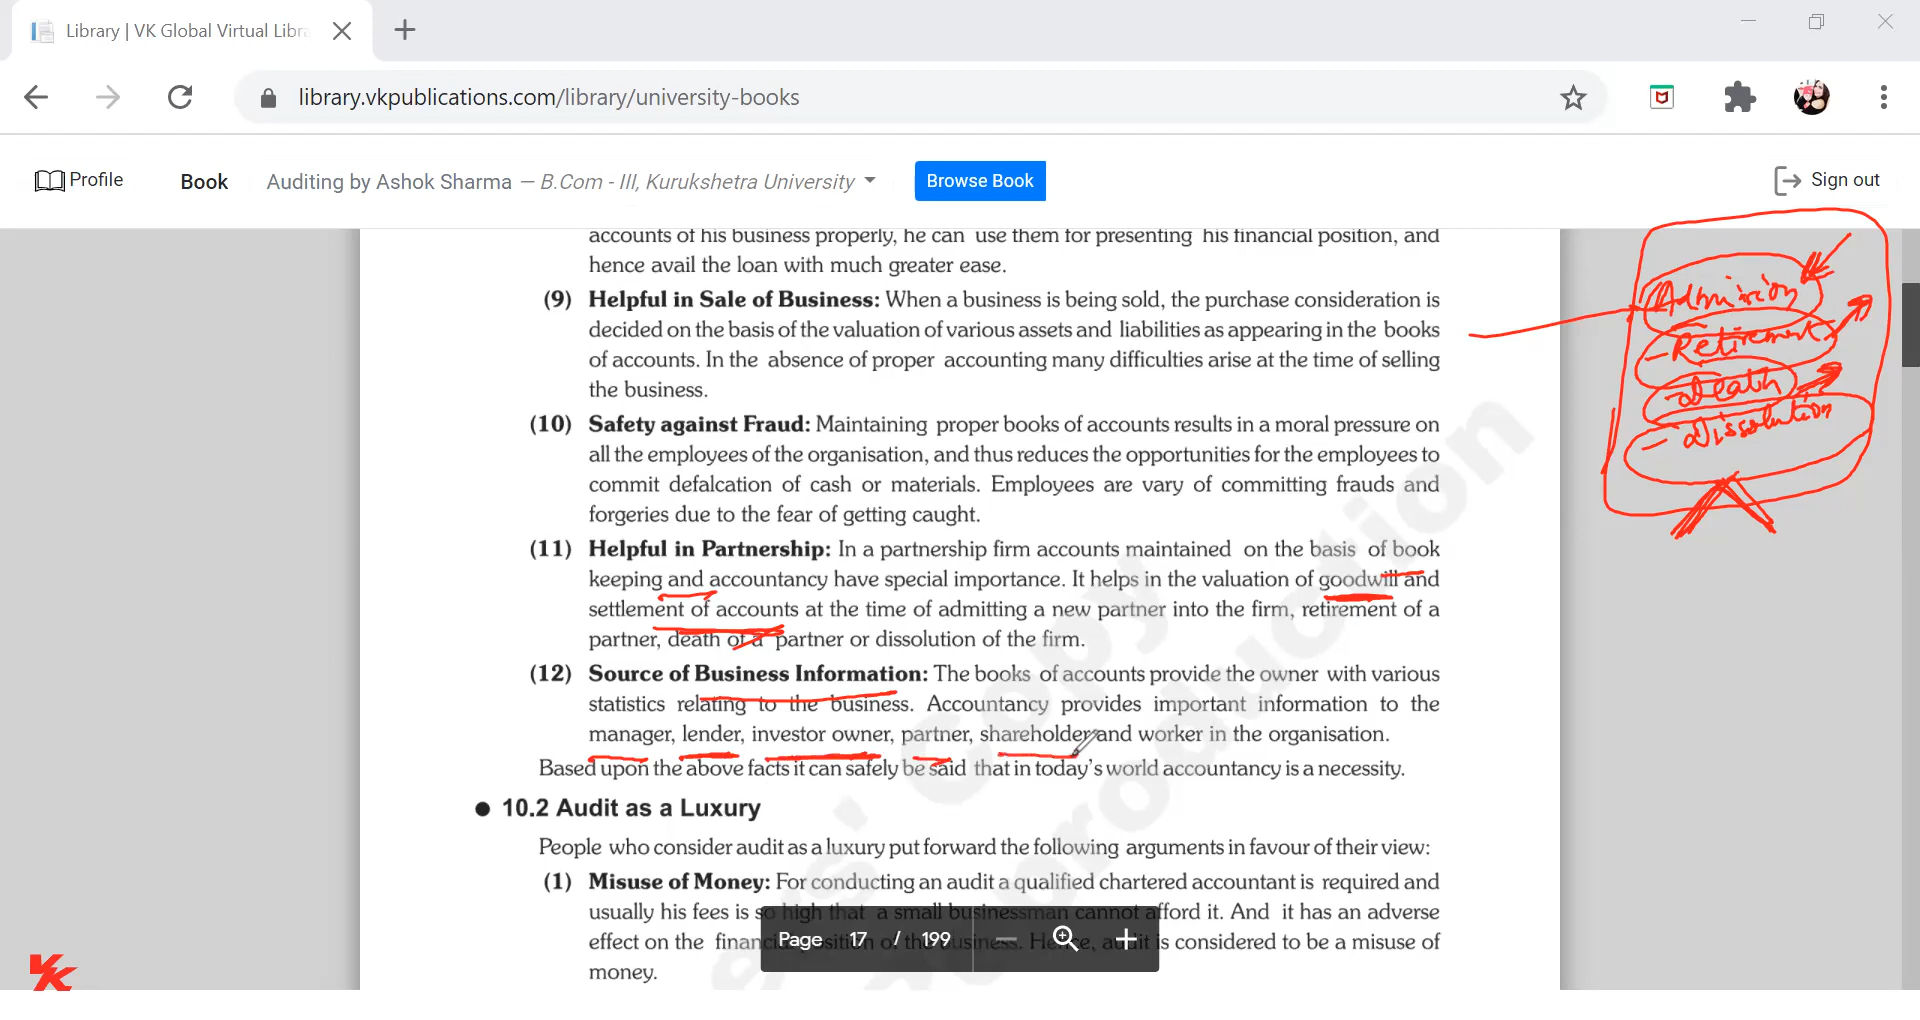 Library | VK Global Virtual Libra
library.vkpublications.com/library/university-books
Profile Book Auditing by Ashok Sharma — B.Com - III, Kurukshetra University Browse Book Sign out
accounts of his business properly, he can use them for presenting his financial position, and
hence avail the loan with much greater ease.
(9) Helpful in Sale of Business: When a business is being sold, the purchase consideration is
decided on the basis of the valuation of various assets and liabilities as appearing in the books
of accounts. In the absence of proper accounting many difficulties arise at the time of selling
the business.
(10) Safety against Fraud: Maintaining proper books of accounts results in a moral pressure on
all the employees of the organisation, and thus reduces the opportunities for the employees to
commit defalcation of cash or materials. Employees are vary of committing frauds and
forgeries due to the fear of getting caught.
(11) Helpful in Partnership: In a partnership firm accounts maintained on the basis of book
keeping and accountancy have special importance. It helps in the valuation of goodwill and
settlement of accounts at the time of admitting a new partner into the firm, retirement of a
partner, death of a partner or dissolution of the firm.
(12) Source of Business Information: The books of accounts provide the owner with various
statistics relating to the business. Accountancy provides important information to the
manager, lender, investor owner, partner, shareholder and worker in the organisation.
Based upon the above facts it can safely be said that in today's world accountancy is a necessity.
● 10.2 Audit as a Luxury
People who consider audit as a luxury put forward the following arguments in favour of their view:
(1) Misuse of Money: For conducting an audit a qualified chartered accountant is required and
usually his fees is so high that a small businessman cannot afford it. And it has an adverse
effect on the financial position of the business. Hence, audit is considered to be a misuse of
money.
Page 17 / 199
Admission
- Retirement
- Death
- Dissolution
VK